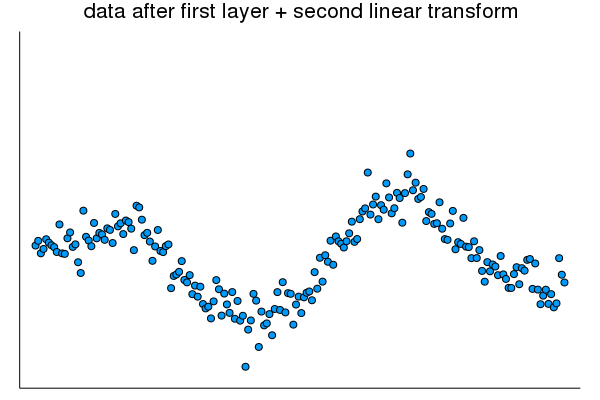 data after first layer + second linear transform